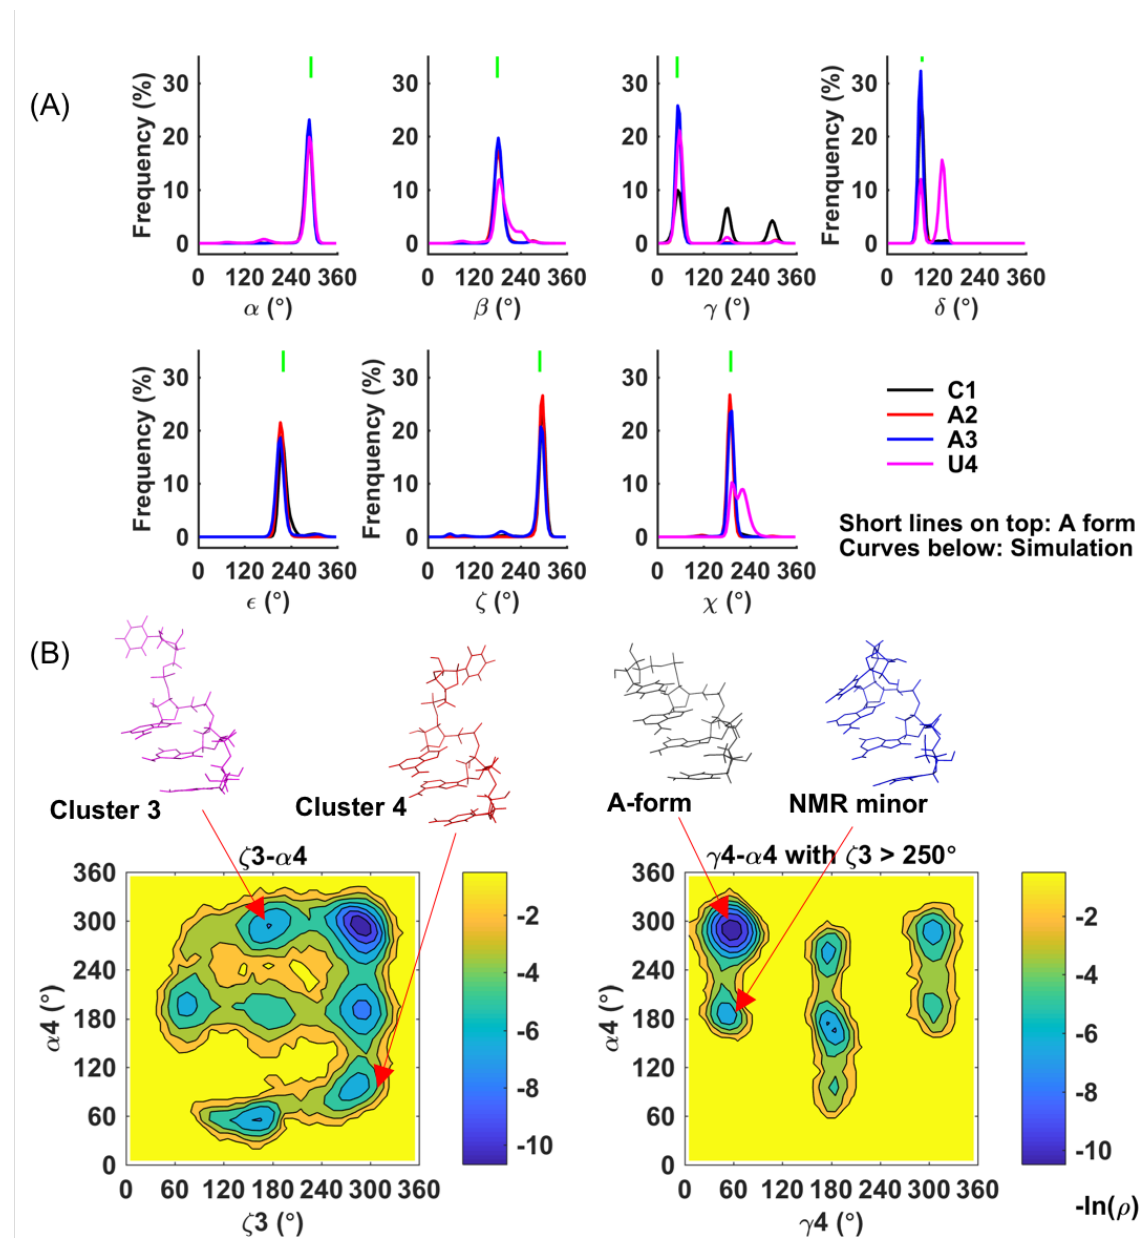 (A)
Frequency (%)
30
20
10
0
0 120 240 360
α (°)
Frequency (%)
30
20
10
0
0 120 240 360
β (°)
Frequency (%)
30
20
10
0
0 120 240 360
γ (°)
Frenquency (%)
30
20
10
0
0 120 240 360
δ (°)
Frequency (%)
30
20
10
0
0 120 240 360
ϵ (°)
Frenquency (%)
30
20
10
0
0 120 240 360
ζ (°)
Frequency (%)
30
20
10
0
0 120 240 360
χ (°)
C1
A2
A3
U4
Short lines on top: A form
Curves below: Simulation
(B)
Cluster 3
Cluster 4
A-form
NMR minor
ζ3-α4
α4 (°)
360
300
240
180
120
60
0
0 60 120 180 240 300 360
ζ3 (°)
-2
-4
-6
-8
-10
γ4-α4 with ζ3 > 250°
α4 (°)
360
300
240
180
120
60
0
0 60 120 180 240 300 360
γ4 (°)
-2
-4
-6
-8
-10
-ln(ρ)